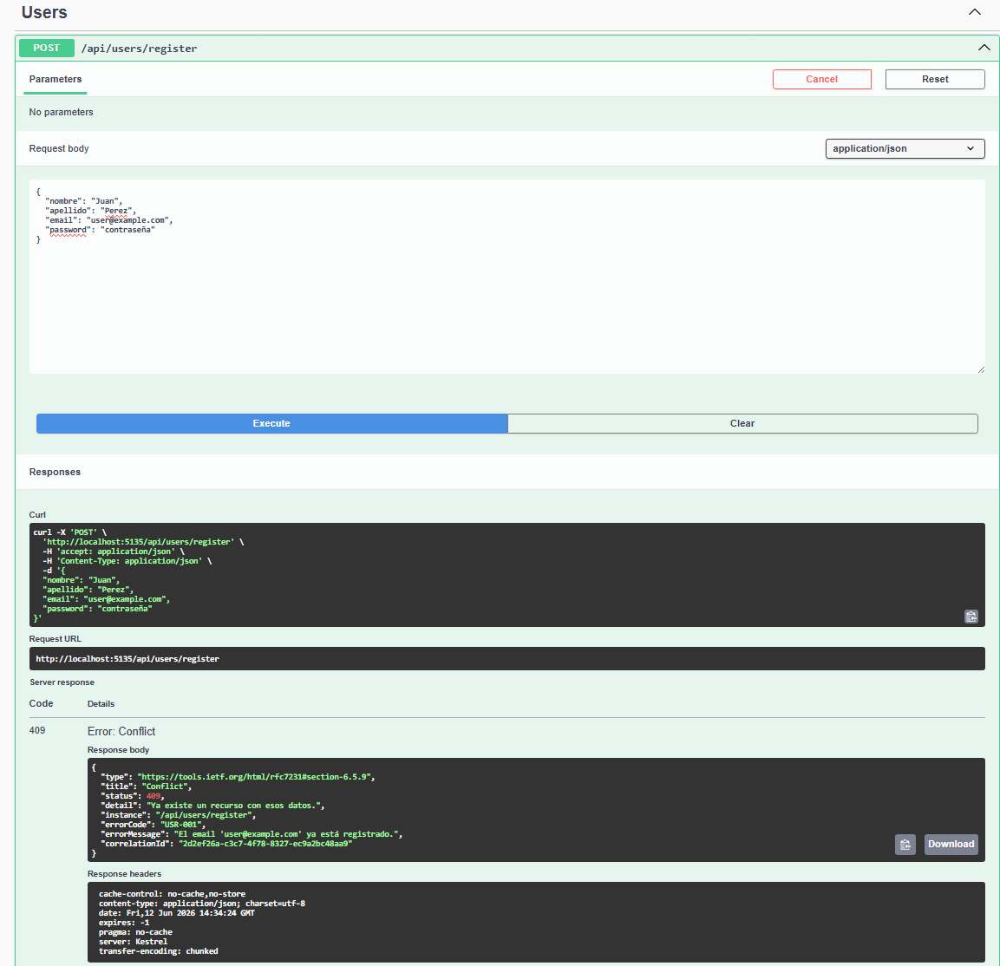 Users
POST /api/users/register
Parameters
Cancel
Reset
No parameters
Request body
application/json
{
  "nombre": "Juan",
  "apellido": "Perez",
  "email": "user@example.com",
  "password": "contraseña"
}
Execute
Clear
Responses
Curl
curl -X 'POST' \
  'http://localhost:5135/api/users/register' \
  -H 'accept: application/json' \
  -H 'Content-Type: application/json' \
  -d '{
  "nombre": "Juan",
  "apellido": "Perez",
  "email": "user@example.com",
  "password": "contraseña"
}'
Request URL
http://localhost:5135/api/users/register
Server response
Code Details
409 Error: Conflict
Response body
{
  "type": "https://tools.ietf.org/html/rfc7231#section-6.5.9",
  "title": "Conflict",
  "status": 409,
  "detail": "Ya existe un recurso con esos datos.",
  "instance": "/api/users/register",
  "errorCode": "USR-001",
  "errorMessage": "El email 'user@example.com' ya está registrado.",
  "correlationId": "2d2ef26a-c3c7-4f78-8327-ec9a2bc48aa9"
}
Download
Response headers
cache-control: no-cache,no-store
content-type: application/json; charset=utf-8
date: Fri,12 Jun 2026 14:34:24 GMT
expires: -1
pragma: no-cache
server: Kestrel
transfer-encoding: chunked